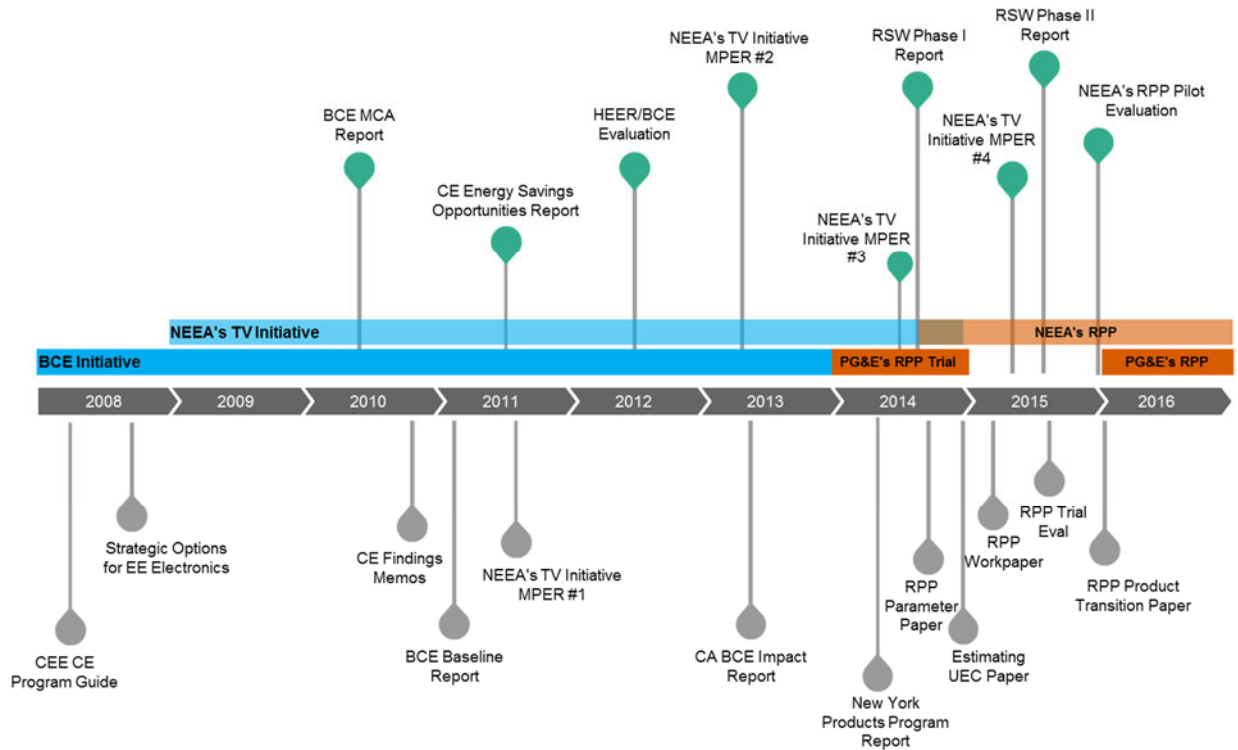 NEEA's TV Initiative
MPER #2
RSW Phase I
Report
RSW Phase II
Report
BCE MCA
Report
HEER/BCE
Evaluation
NEEA's RPP Pilot
Evaluation
NEEA's TV
Initiative MPER
#4
CE Energy Savings
Opportunities Report
NEEA's TV
Initiative MPER
#3
NEEA's TV Initiative
NEEA's RPP
BCE Initiative
PG&E's RPP Trial
PG&E's RPP
2008
2009
2010
2011
2012
2013
2014
2015
2016
Strategic Options
for EE Electronics
CEE CE
Program Guide
CE Findings
Memos
NEEA's TV Initiative
MPER #1
BCE Baseline
Report
CA BCE Impact
Report
New York
Products Program
Report
RPP
Parameter
Paper
Estimating
UEC Paper
RPP
Workpaper
RPP Trial
Eval
RPP Product
Transition Paper